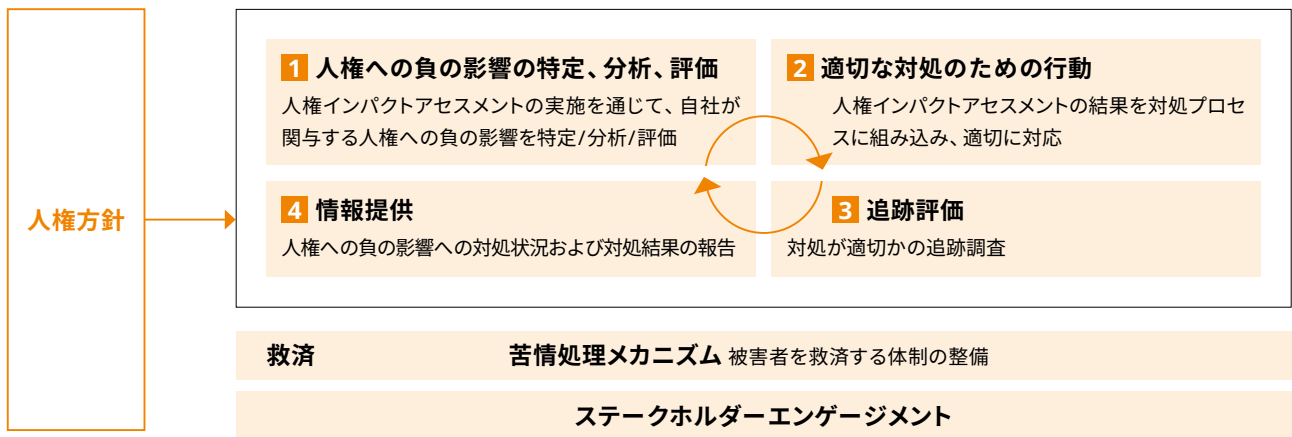 人権方針
1 人権への負の影響の特定、分析、評価
人権インパクトアセスメントの実施を通じて、自社が
関与する人権への負の影響を特定/分析/評価
2 適切な対処のための行動
人権インパクトアセスメントの結果を対処プロセ
スに組み込み、適切に対応
3 追跡評価
対処が適切かの追跡調査
4 情報提供
人権への負の影響への対処状況および対処結果の報告
救済 苦情処理メカニズム 被害者を救済する体制の整備
ステークホルダーエンゲージメント